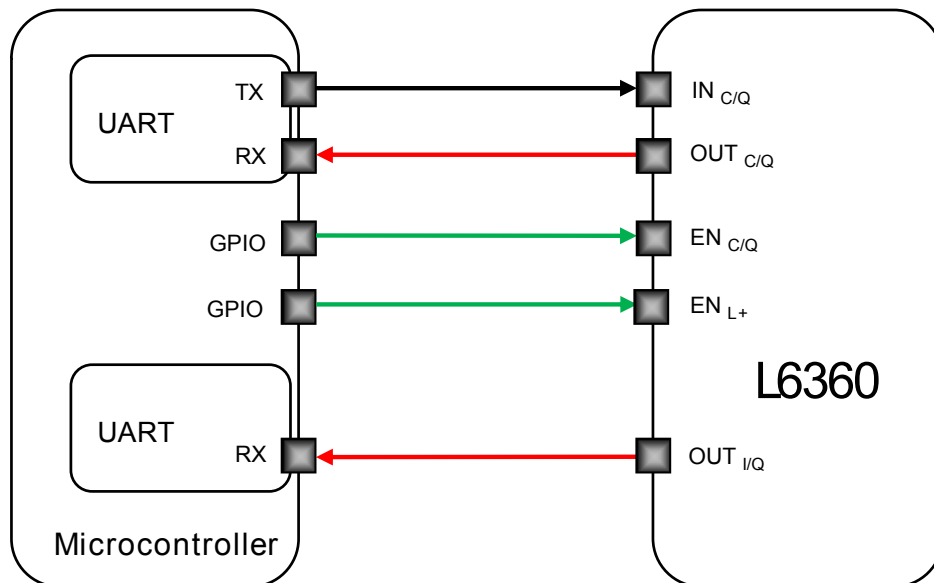 TX
IN C/Q
UART
RX
OUT C/Q
GPIO
EN C/Q
GPIO
EN L+
L6360
UART
RX
OUT I/Q
Microcontroller